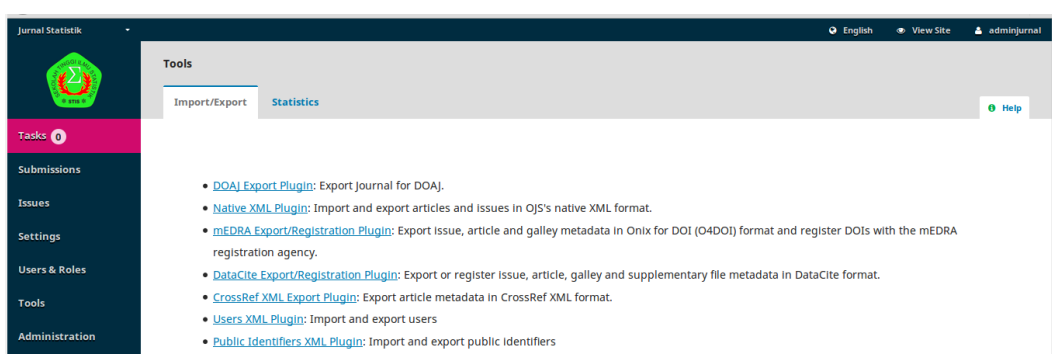 Jurnal Statistik
English
View Site
adminjurnal
SEKOLAH TINGGI ILMU STATISTIK
STIS
Tools
Import/Export
Statistics
Help
Tasks 0
Submissions
Issues
Settings
Users & Roles
Tools
Administration
• DOAJ Export Plugin: Export Journal for DOAJ.
• Native XML Plugin: Import and export articles and issues in OJS's native XML format.
• mEDRA Export/Registration Plugin: Export issue, article and galley metadata in Onix for DOI (O4DOI) format and register DOIs with the mEDRA
registration agency.
• DataCite Export/Registration Plugin: Export or register issue, article, galley and supplementary file metadata in DataCite format.
• CrossRef XML Export Plugin: Export article metadata in CrossRef XML format.
• Users XML Plugin: Import and export users
• Public Identifiers XML Plugin: Import and export public identifiers